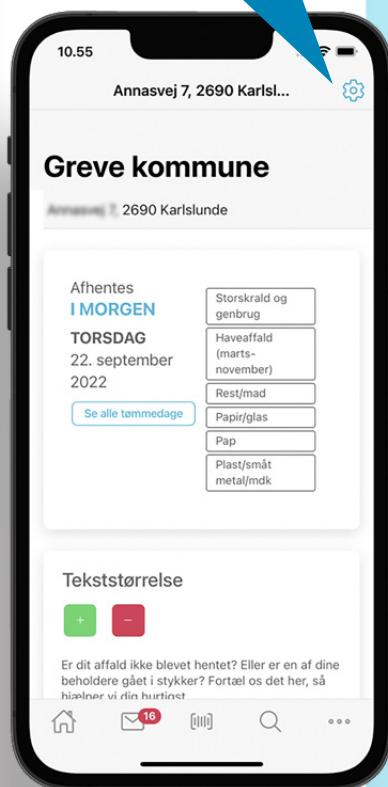 10.55
Annasvej 7, 2690 Karlsl...
Greve kommune
2690 Karlslunde
Afhentes
I MORGEN
TORSDAG
22. september
2022
Se alle tømmedage
Storskrald og
genbrug
Haveaffald
(marts-
november)
Rest/mad
Papir/glas
Pap
Plast/småt
metal/mdk
Tekststørrelse
+
−
Er dit affald ikke blevet hentet? Eller er en af dine
beholdere gået i stykker? Fortæl os det her, så
hjælper vi dig hurtigst
16